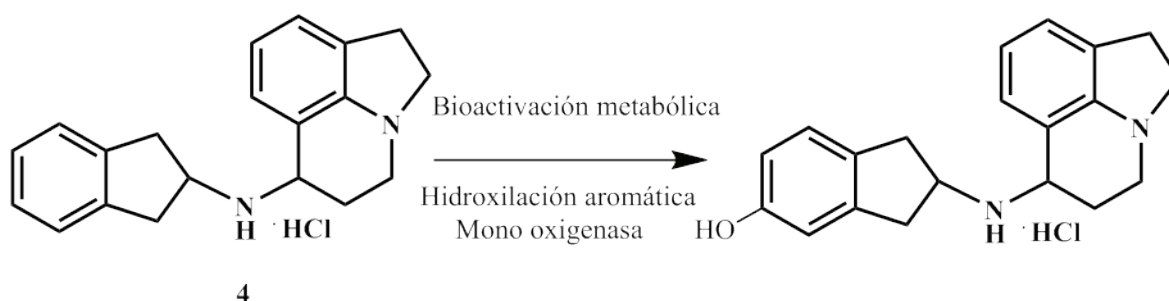 N
Bioactivación metabólica
N
H · HCl
Hidroxilación aromática
Mono oxigenasa
4
N
HO
N
H · HCl